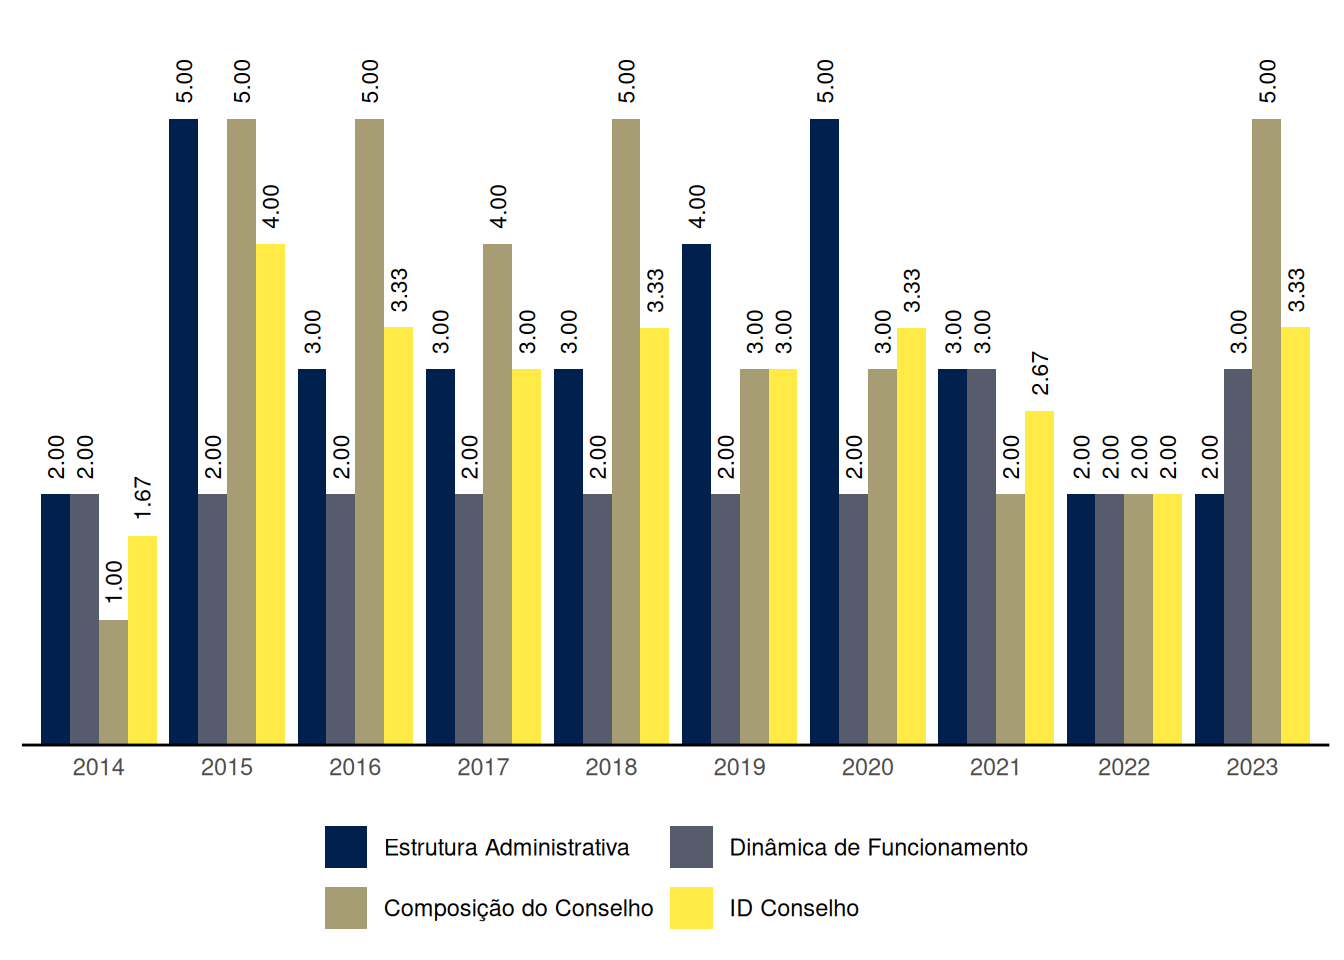 2.00 2.00 1.00 1.67
5.00 2.00 5.00 4.00
3.00 2.00 5.00 3.33
3.00 2.00 4.00 3.00
3.00 2.00 5.00 3.33
4.00 2.00 3.00 3.00
5.00 2.00 3.00 3.33
3.00 3.00 2.00 2.67
2.00 2.00 2.00 2.00
2.00 3.00 5.00 3.33
2014 2015 2016 2017 2018 2019 2020 2021 2022 2023
Estrutura Administrativa Dinâmica de Funcionamento
Composição do Conselho ID Conselho